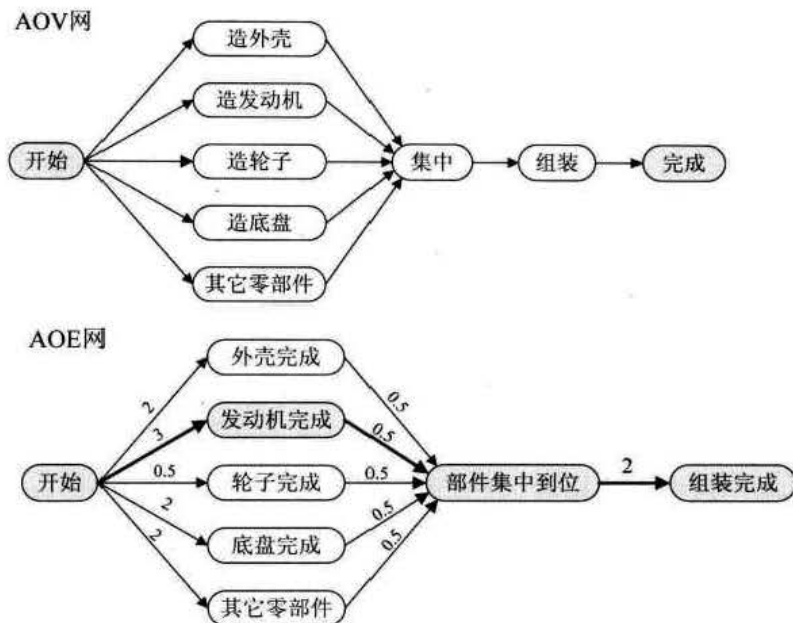 AOV网
造外壳
造发动机
开始
造轮子
集中
组装
完成
造底盘
其它零部件
AOE网
外壳完成
2
0.5
发动机完成
3
0.5
开始
0.5
轮子完成
0.5
部件集中到位
2
组装完成
2
底盘完成
0.5
2
其它零部件
0.5